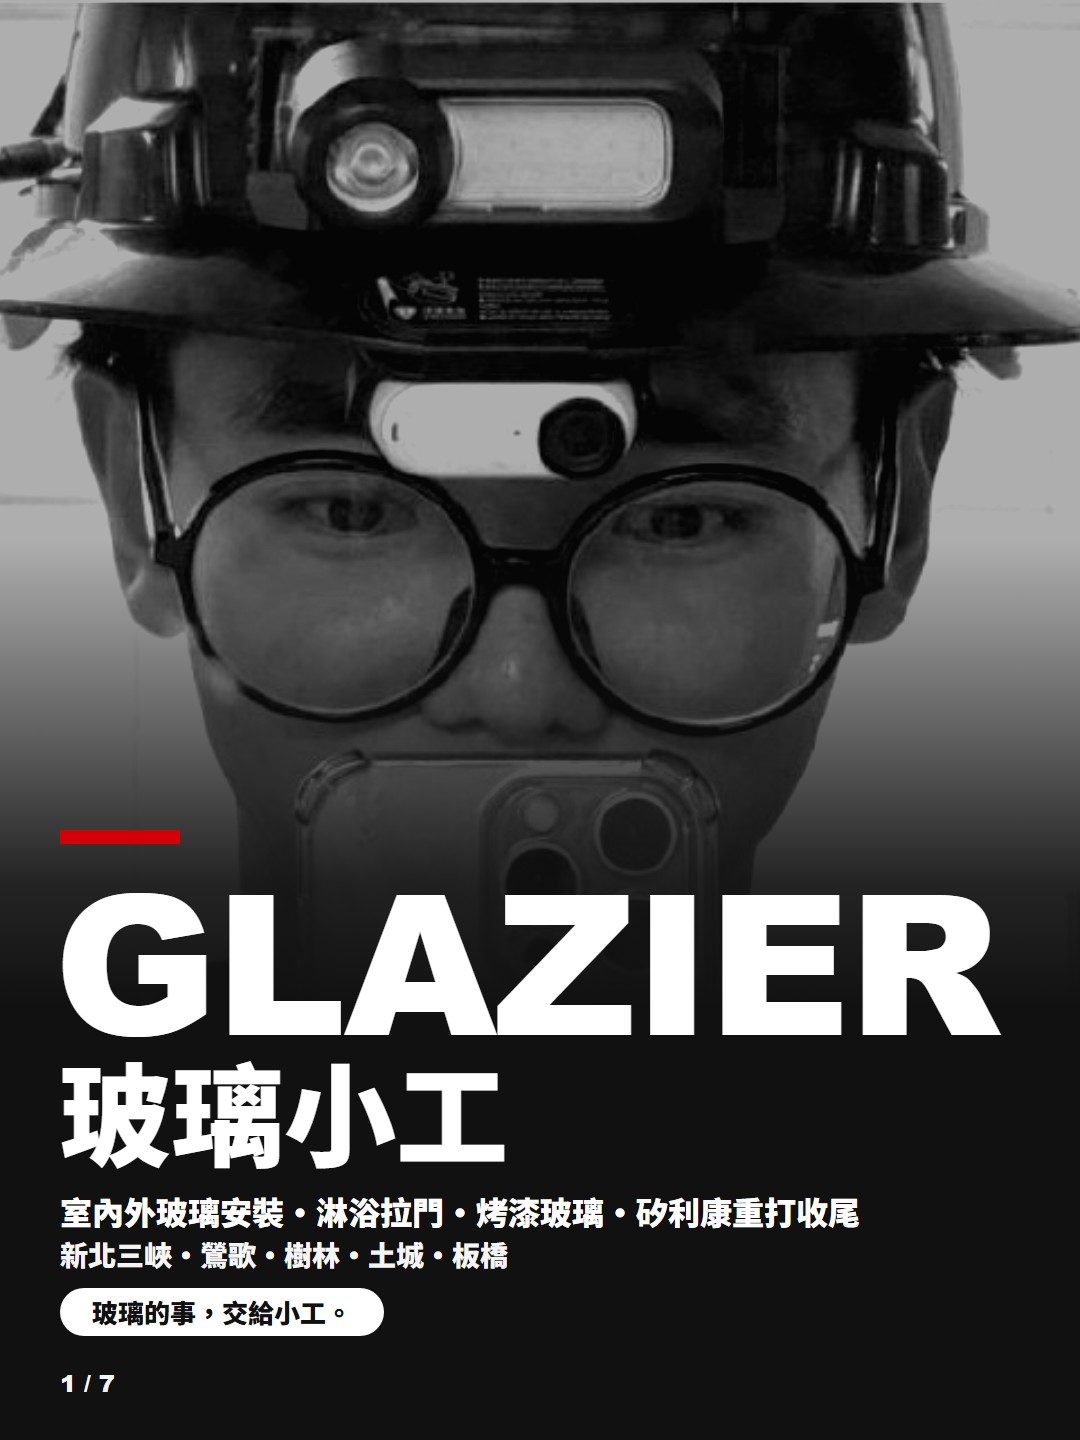 GLAZIER
玻璃小工
室內外玻璃安裝・淋浴拉門・烤漆玻璃・矽利康重打收尾
新北三峽・鶯歌・樹林・土城・板橋
玻璃的事，交給小工。
1 / 7